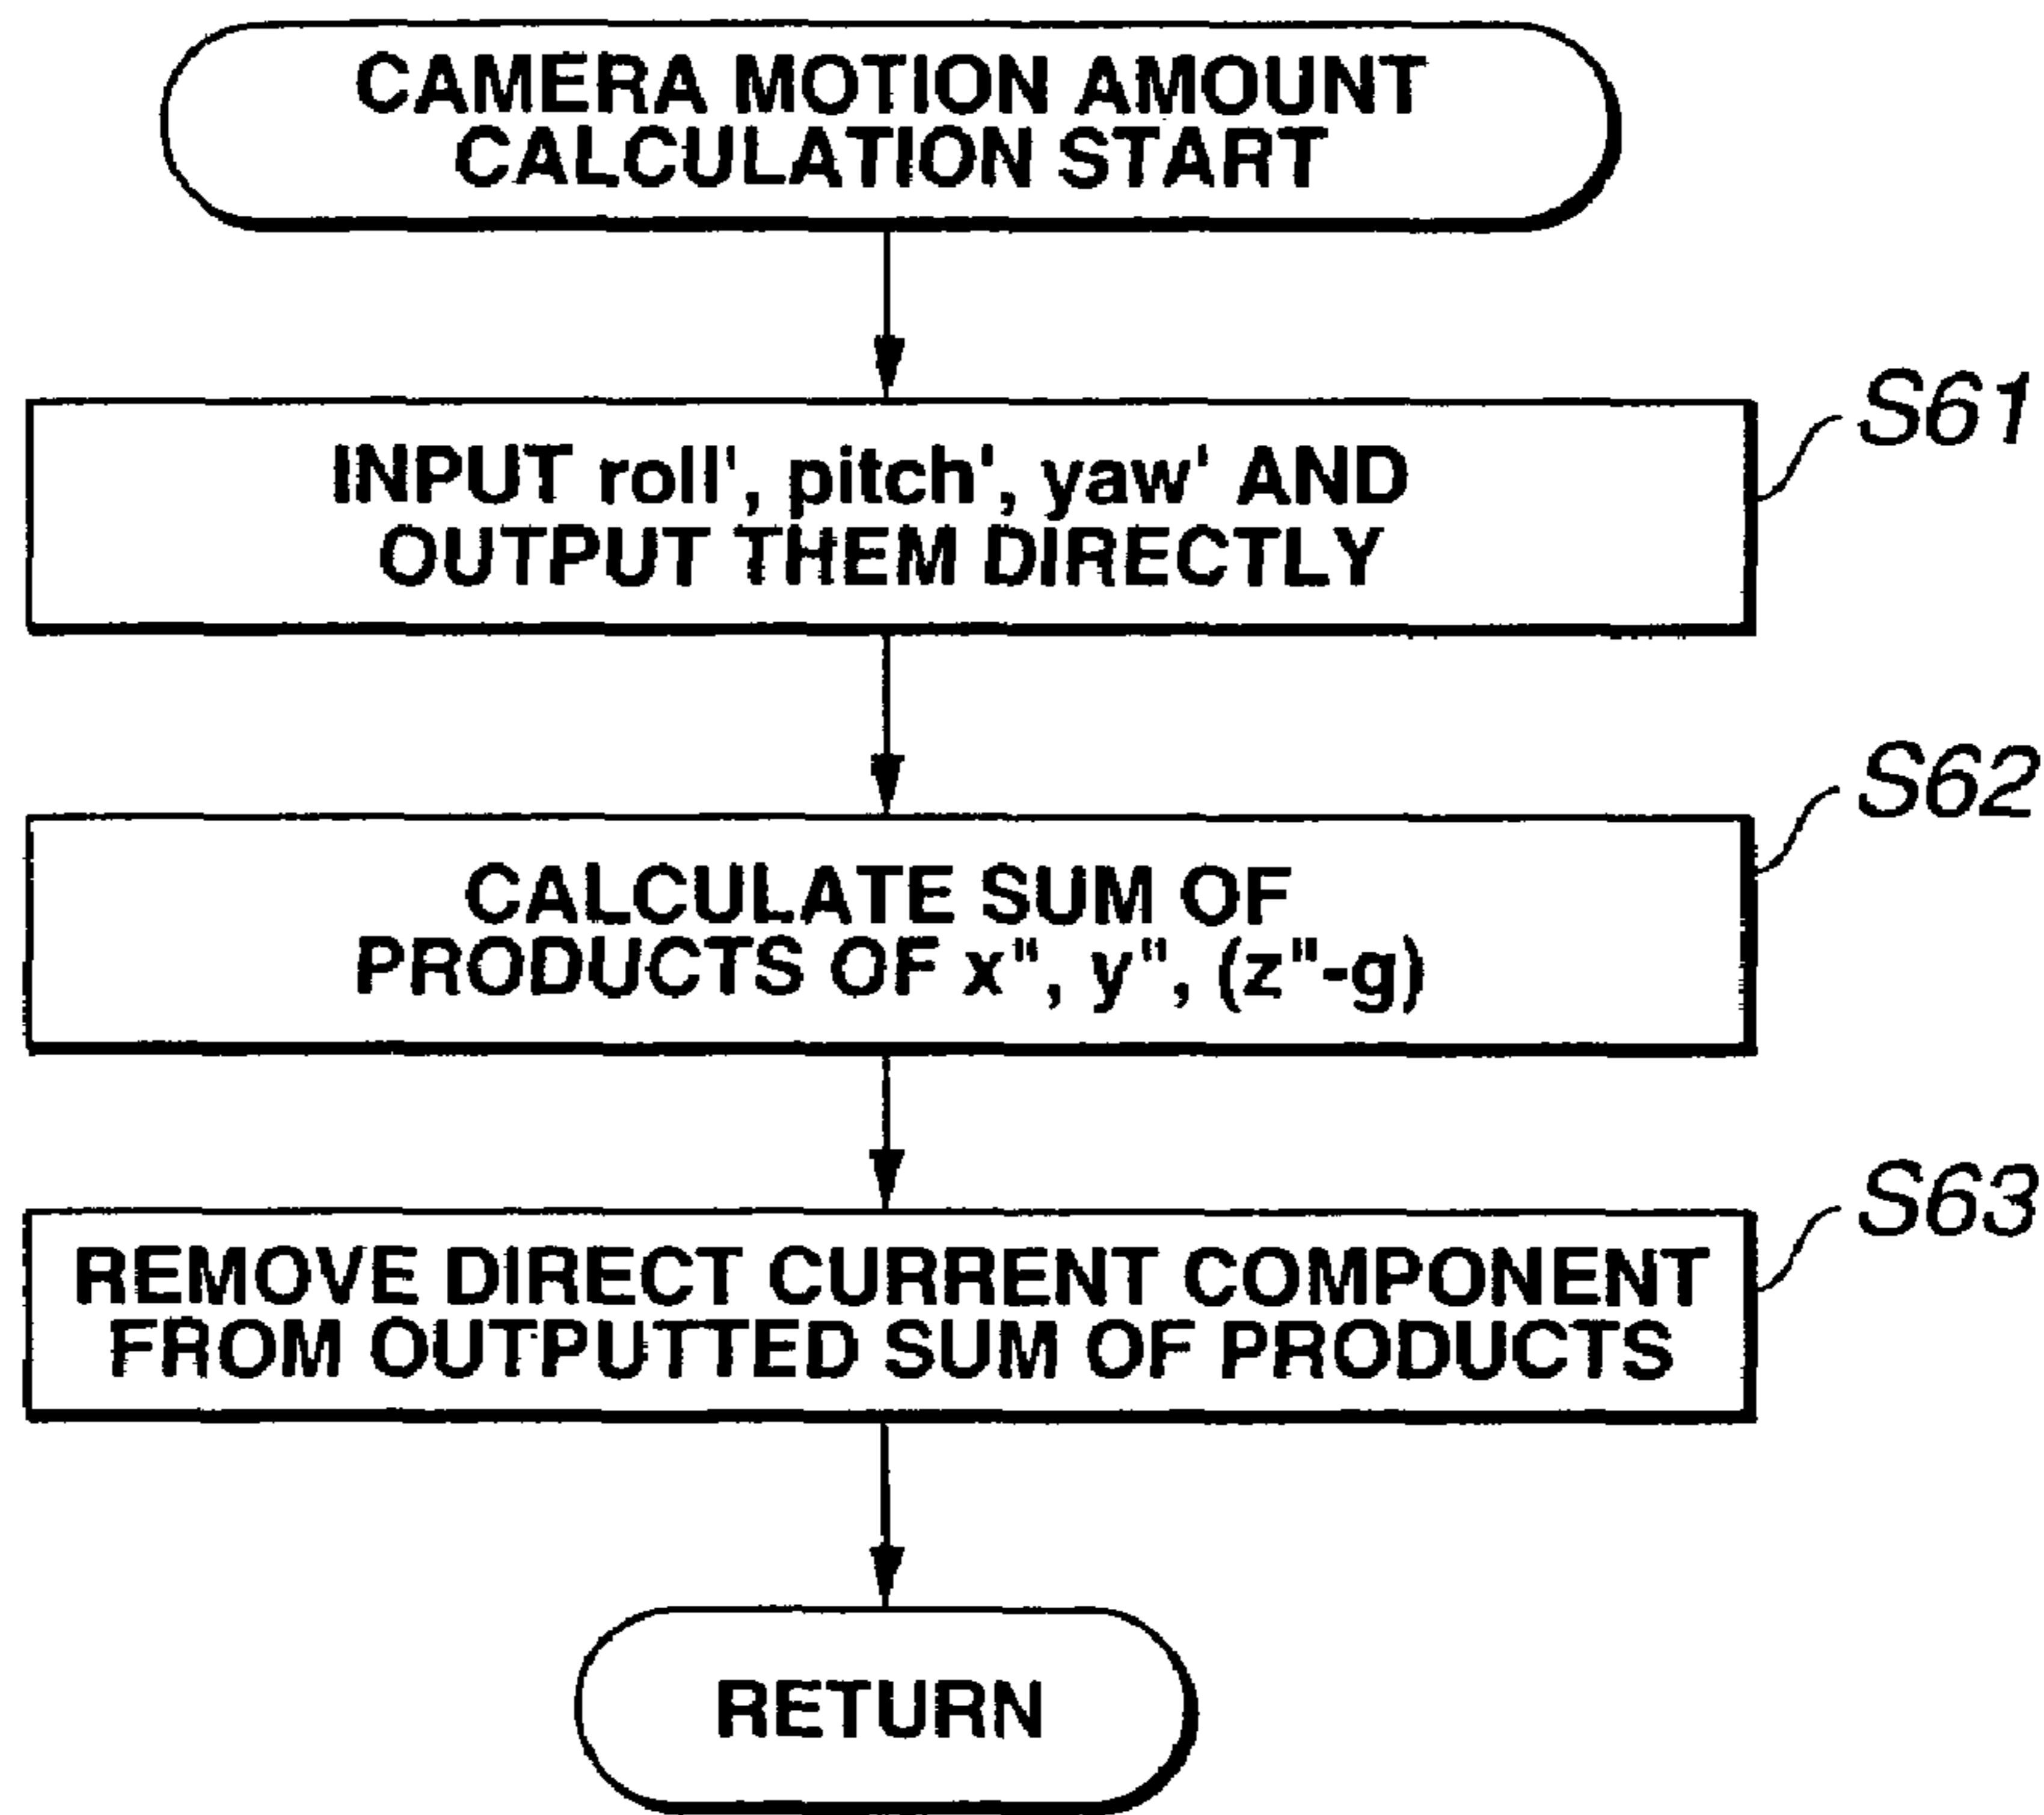 CAMERA MOTION AMOUNT
CALCULATION START
S61
INPUT roll', pitch', yaw' AND
OUTPUT THEM DIRECTLY
S62
CALCULATE SUM OF
PRODUCTS OF x", y", (z"-g)
S63
REMOVE DIRECT CURRENT COMPONENT
FROM OUTPUTTED SUM OF PRODUCTS
RETURN